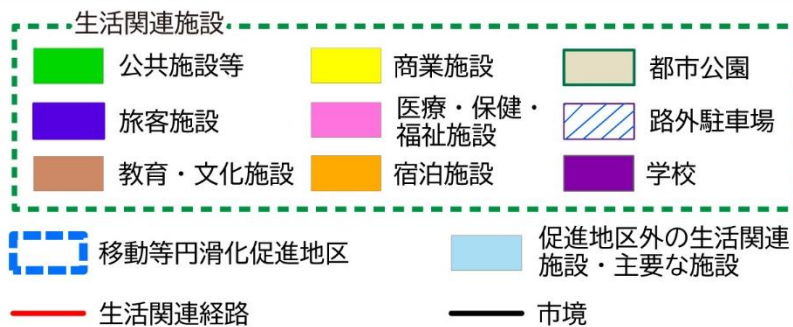 生活関連施設
公共施設等
商業施設
都市公園
旅客施設
医療・保健・
福祉施設
路外駐車場
教育・文化施設
宿泊施設
学校
移動等円滑化促進地区
促進地区外の生活関連
施設・主要な施設
生活関連経路
市境